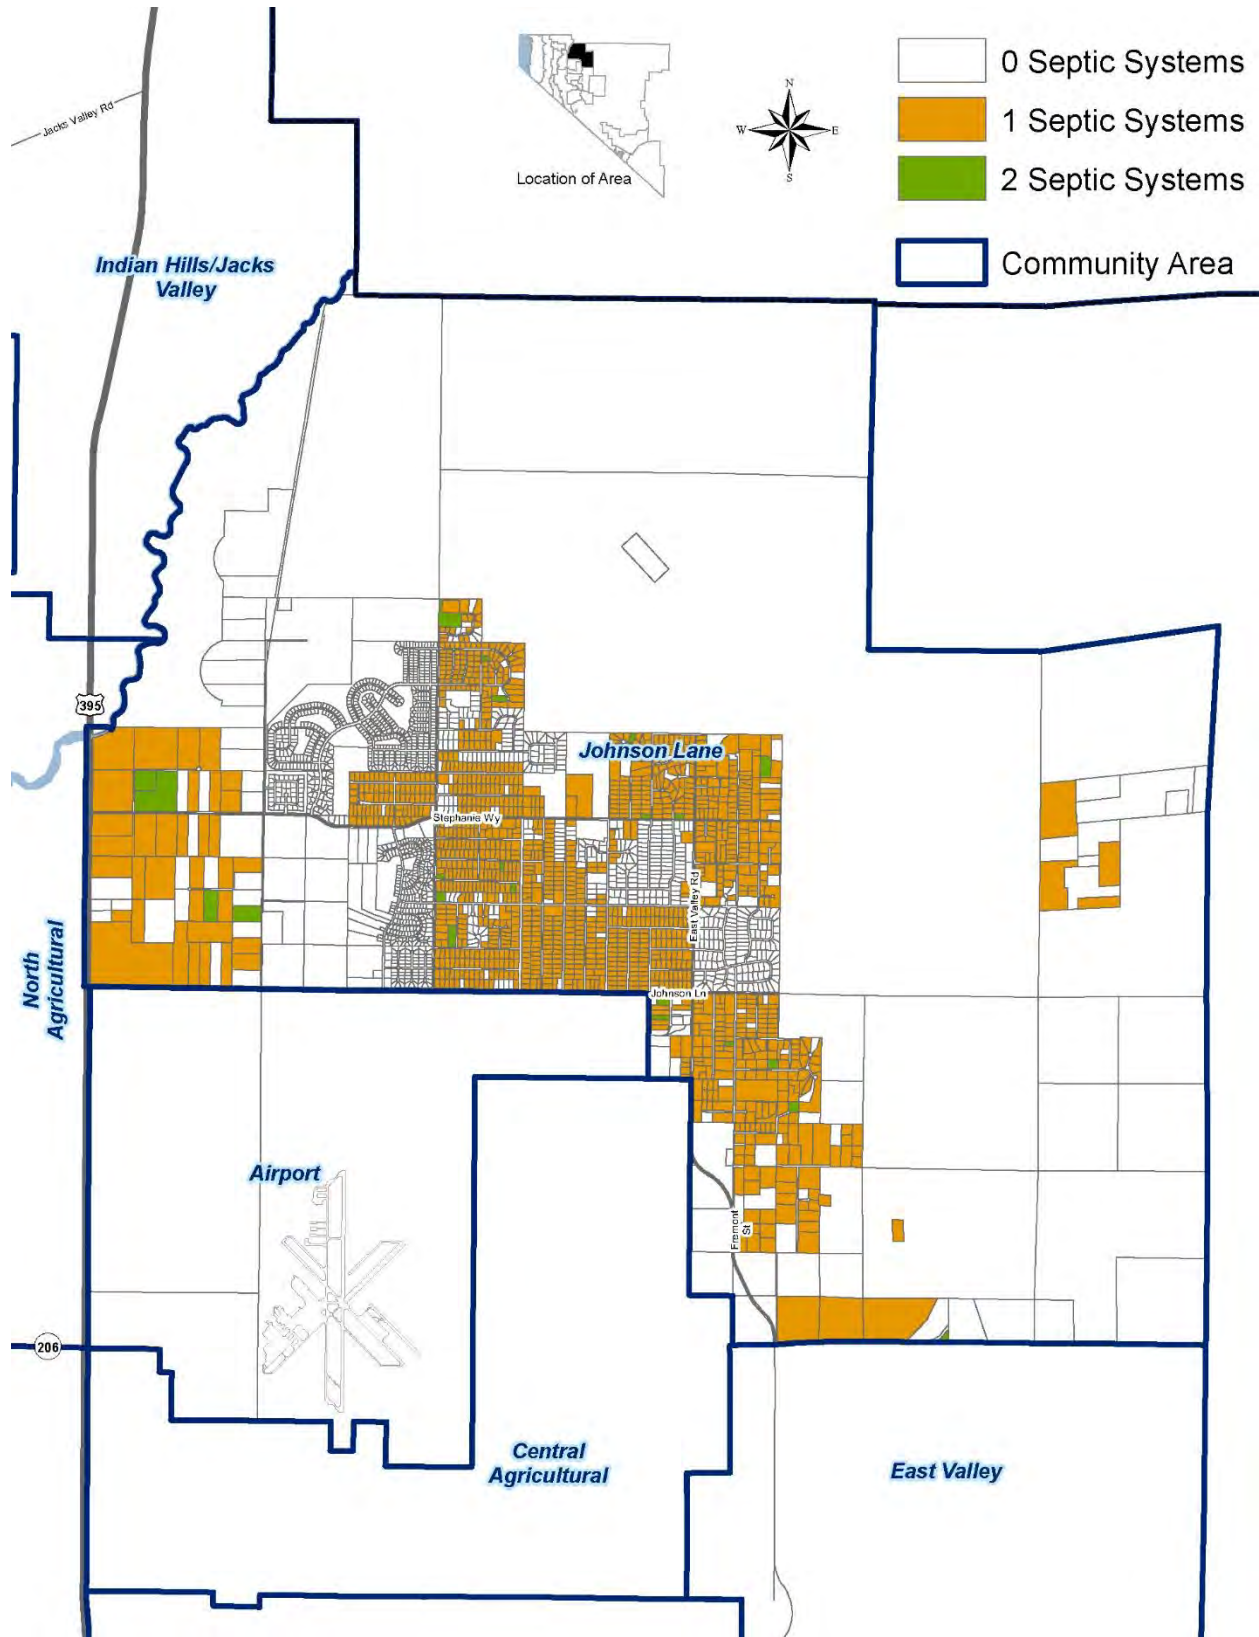 0 Septic Systems
1 Septic Systems
2 Septic Systems
Community Area
N
W
E
S
Location of Area
Jacks Valley Rd
Indian Hills/Jacks
Valley
395
Johnson Lane
Stephanie Wy
East Valley Rd
North
Agricultural
Johnson Ln
Airport
Fremont
St
206
Central
Agricultural
East Valley